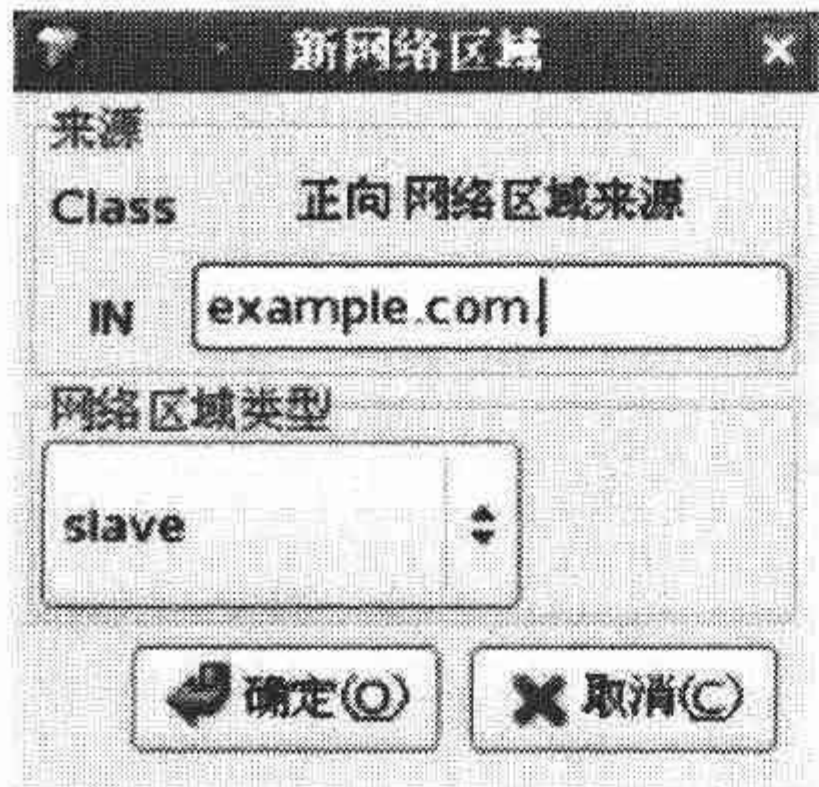 新网络区域
来源
Class 正向 网络区域来源
IN example.com.
网络区域类型
slave
确定(O) 取消(C)